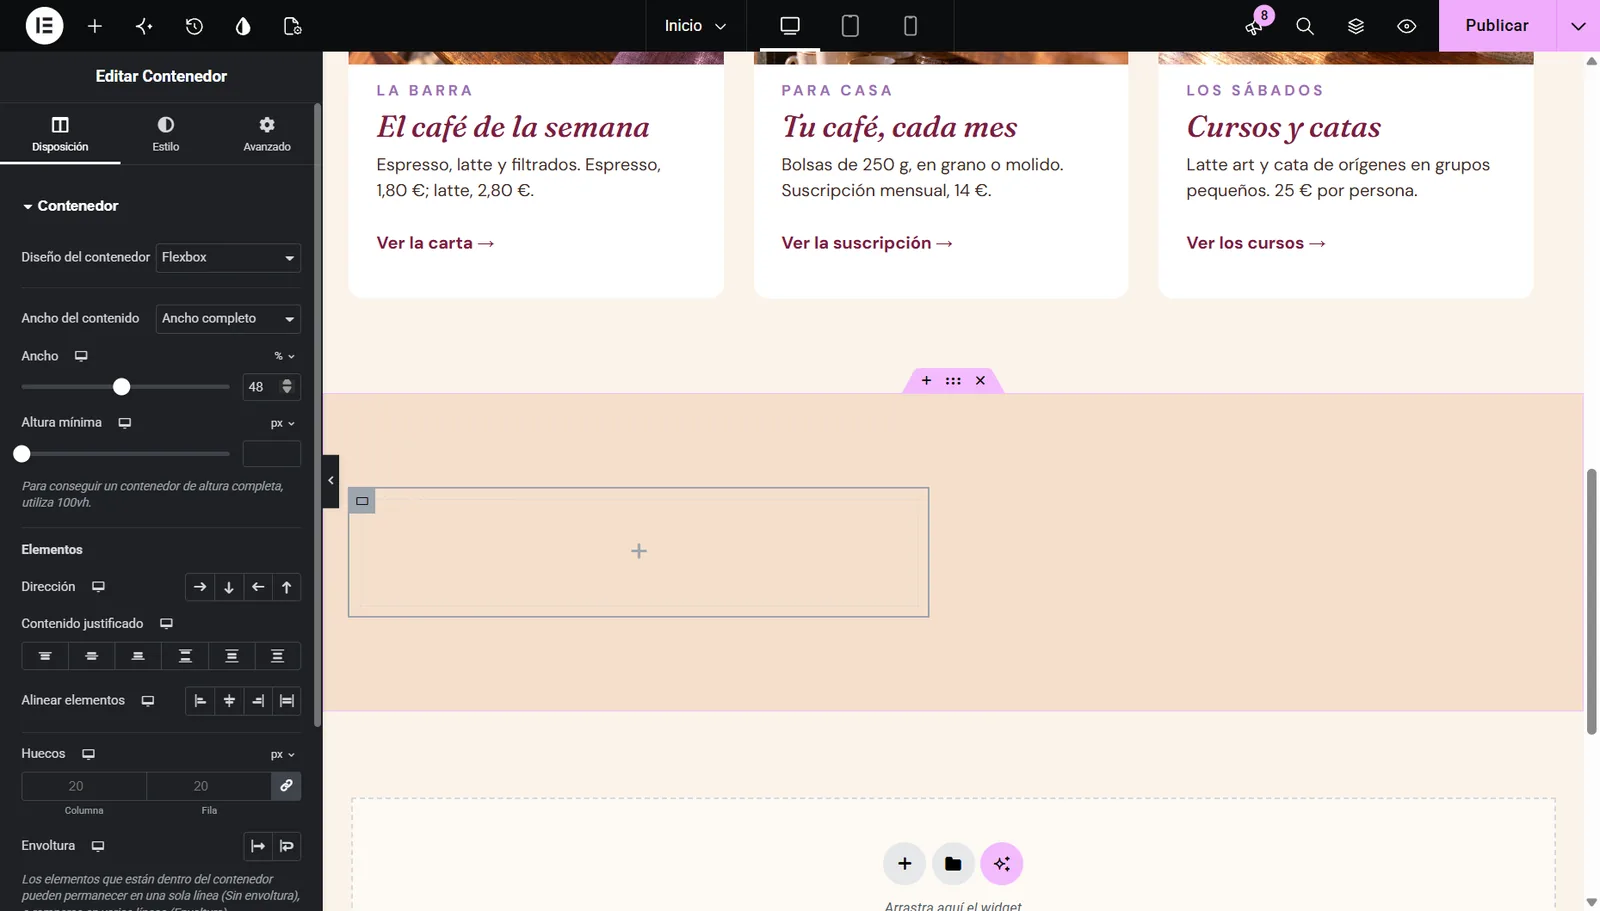 Inicio
8
Publicar
Editar Contenedor
Disposición
Estilo
Avanzado
Contenedor
Diseño del contenedor
Flexbox
Ancho del contenido
Ancho completo
Ancho
%
48
Altura mínima
px
Para conseguir un contenedor de altura completa,
utiliza 100vh.
Elementos
Dirección
Contenido justificado
Alinear elementos
Huecos
px
20
20
Columna
Fila
Envoltura
Los elementos que están dentro del contenedor
pueden permanecer en una sola línea (Sin envoltura),
LA BARRA
El café de la semana
Espresso, latte y filtrados. Espresso,
1,80 €; latte, 2,80 €.
Ver la carta →
PARA CASA
Tu café, cada mes
Bolsas de 250 g, en grano o molido.
Suscripción mensual, 14 €.
Ver la suscripción →
LOS SÁBADOS
Cursos y catas
Latte art y cata de orígenes en grupos
pequeños. 25 € por persona.
Ver los cursos →
Arrastra aquí el widget